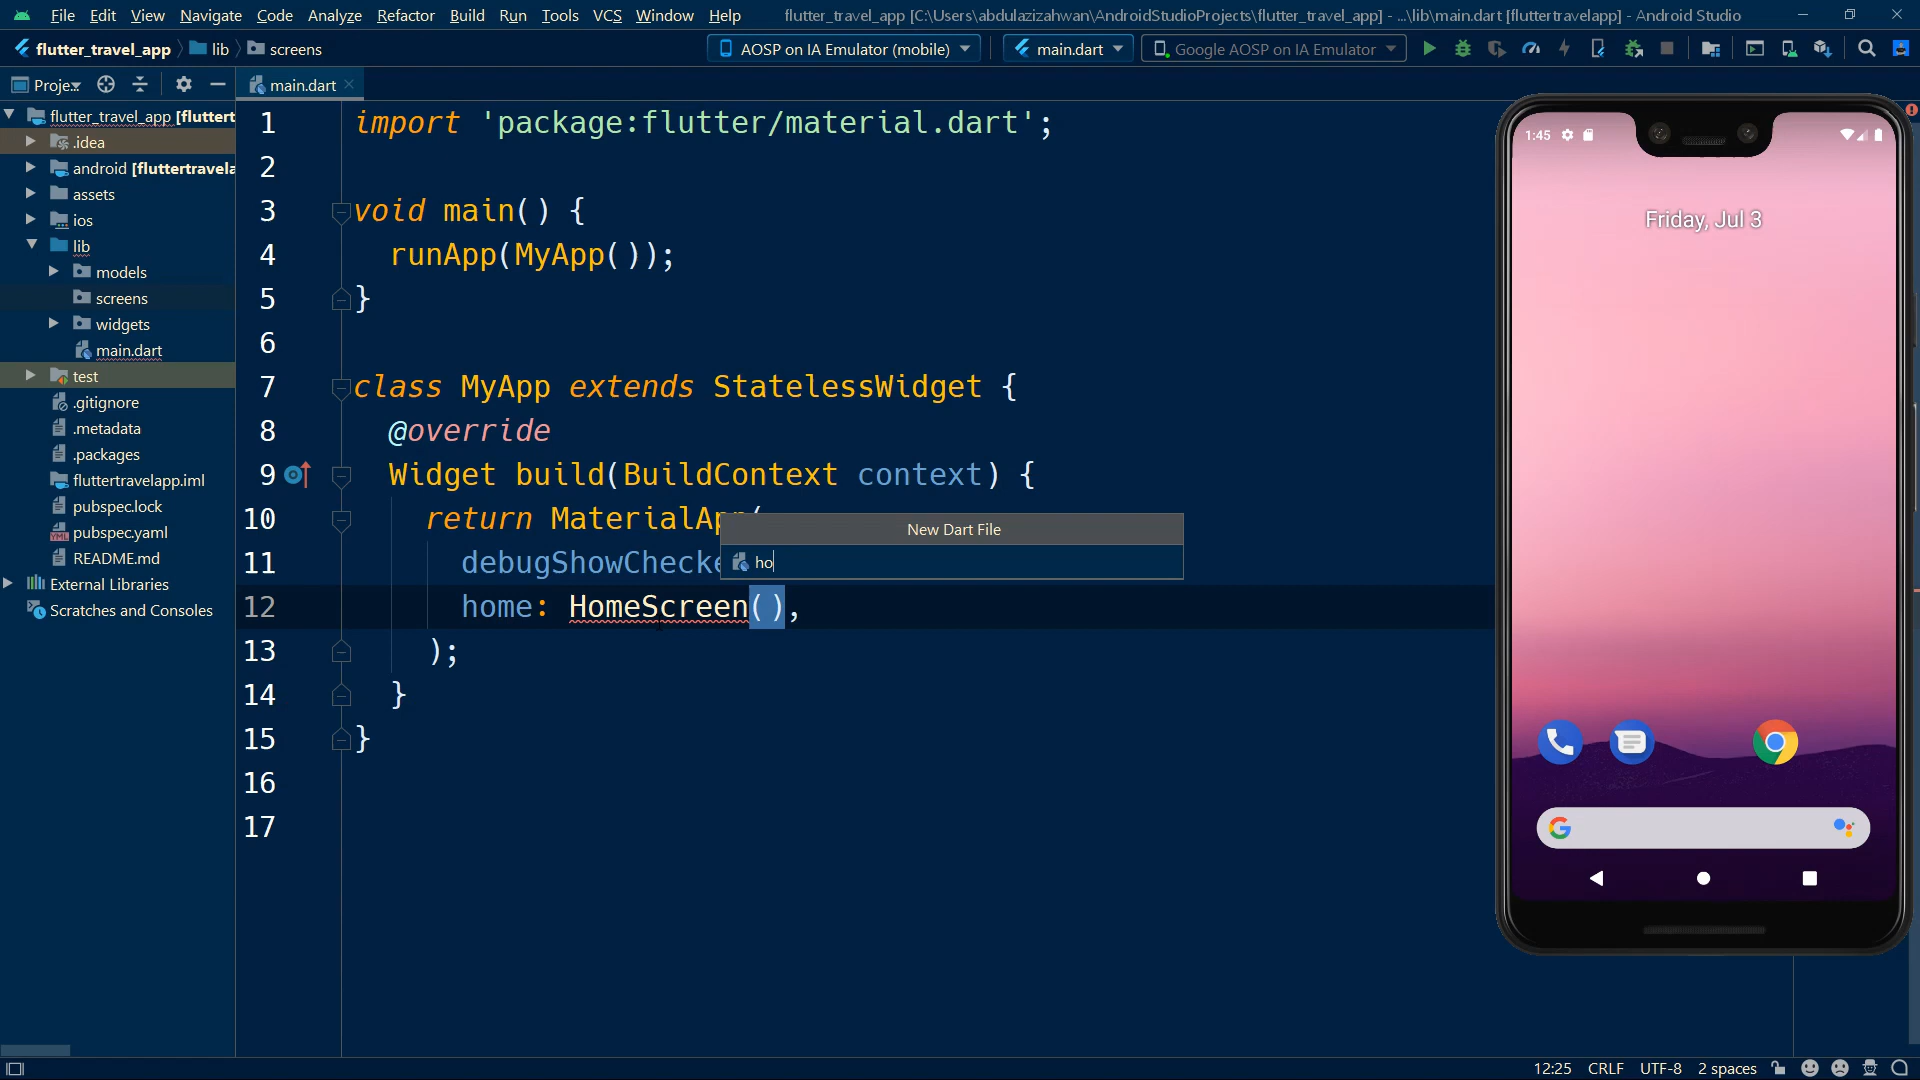 File Edit View Navigate Code Analyze Refactor Build Run Tools VCS Window Help flutter_travel_app [C:\Users\abdulazizahwan\AndroidStudioProjects\flutter_travel_app] - ...\lib\main.dart [fluttertravelapp] - Android Studio
flutter_travel_app lib screens AOSP on IA Emulator (mobile) main.dart Google AOSP on IA Emulator
Proje main.dart
flutter_travel_app [fluttert
.idea
android [fluttertravela
assets
ios
lib
models
screens
widgets
main.dart
test
.gitignore
.metadata
.packages
fluttertravelapp.iml
pubspec.lock
pubspec.yaml
README.md
External Libraries
Scratches and Consoles
1 import 'package:flutter/material.dart';
2
3 void main() {
4 runApp(MyApp());
5 }
6
7 class MyApp extends StatelessWidget {
8 @override
9 Widget build(BuildContext context) {
10 return MaterialApp(
11 debugShowChecke
12 home: HomeScreen(),
13 );
14 }
15 }
16
17
New Dart File
ho
1:45
Friday, Jul 3
12:25 CRLF UTF-8 2 spaces